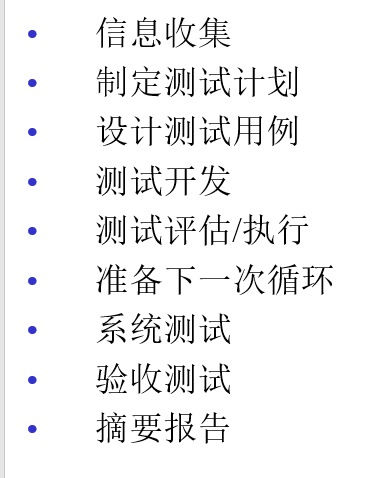 • 信息收集
• 制定测试计划
• 设计测试用例
• 测试开发
• 测试评估/执行
• 准备下一次循环
• 系统测试
• 验收测试
• 摘要报告